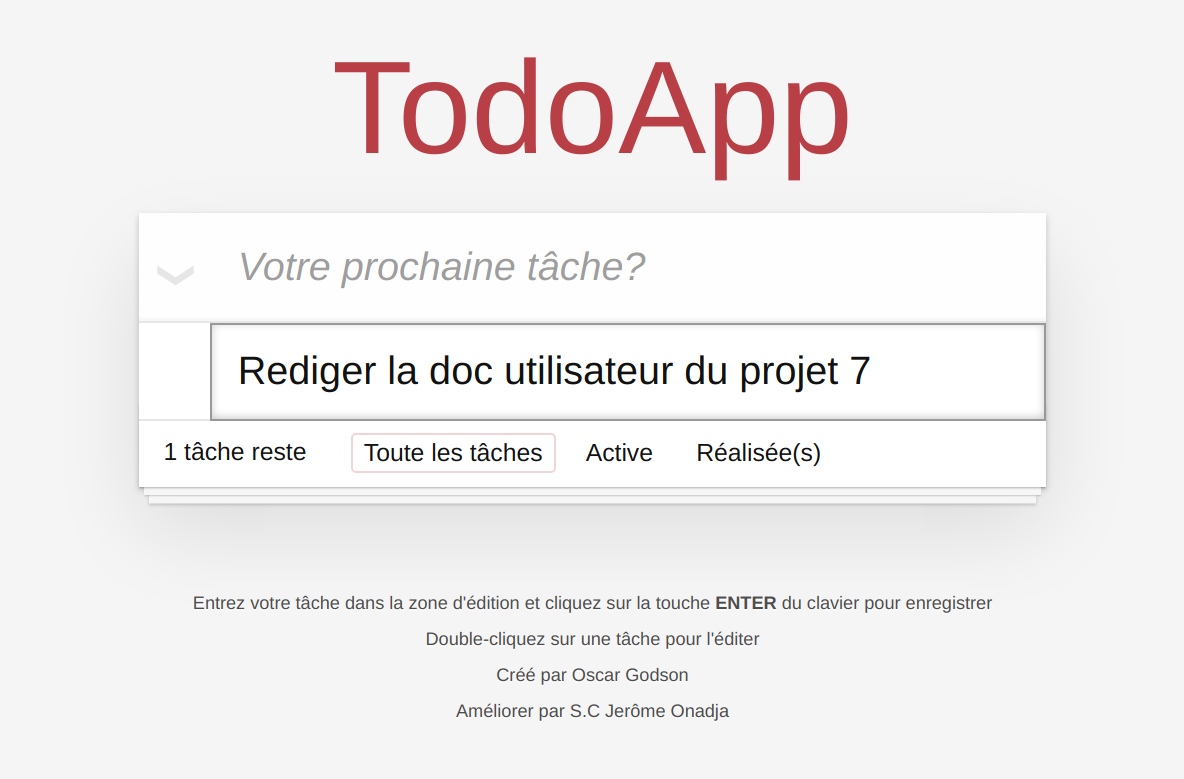 TodoApp
Votre prochaine tâche?
Rediger la doc utilisateur du projet 7
1 tâche reste Toute les tâches Active Réalisée(s)
Entrez votre tâche dans la zone d'édition et cliquez sur la touche ENTER du clavier pour enregistrer
Double-cliquez sur une tâche pour l'éditer
Créé par Oscar Godson
Améliorer par S.C Jerôme Onadja